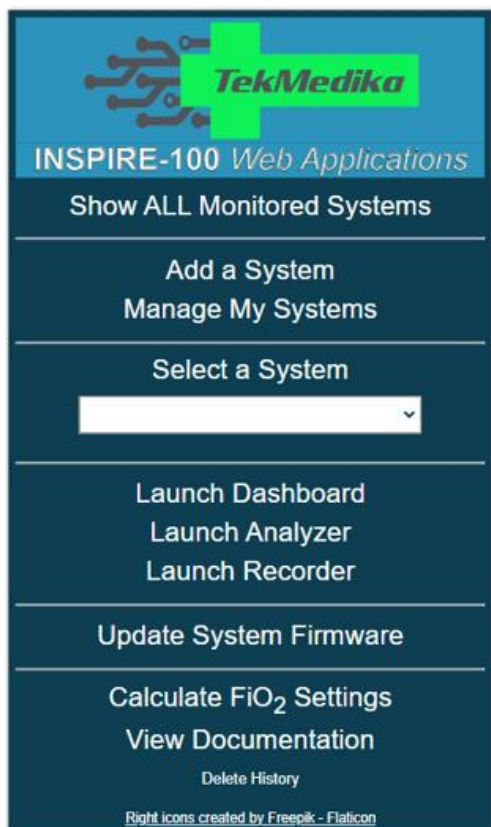 TekMedika
INSPIRE-100 Web Applications
Show ALL Monitored Systems
Add a System
Manage My Systems
Select a System
Launch Dashboard
Launch Analyzer
Launch Recorder
Update System Firmware
Calculate FiO₂ Settings
View Documentation
Delete History
Right icons created by Freepik - Flaticon